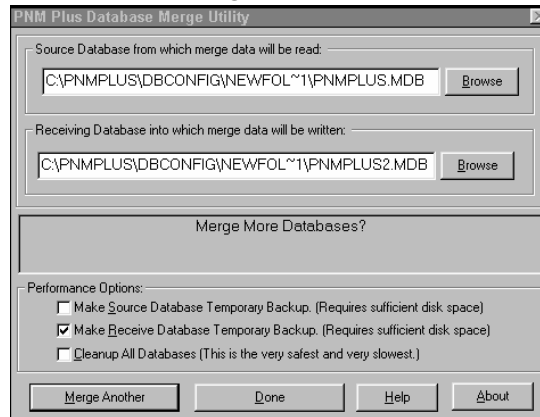 PNM Plus Database Merge Utility
Source Database from which merge data will be read:
C:\PNMPLUS\DBCONFIG\NEWFOL~1\PNMPLUS.MDB
Browse
Receiving Database into which merge data will be written:
C:\PNMPLUS\DBCONFIG\NEWFOL~1\PNMPLUS2.MDB
Browse
Merge More Databases?
Performance Options:
Make Source Database Temporary Backup. (Requires sufficient disk space)
Make Receive Database Temporary Backup. (Requires sufficient disk space)
Cleanup All Databases (This is the very safest and very slowest.)
Merge Another Done Help About